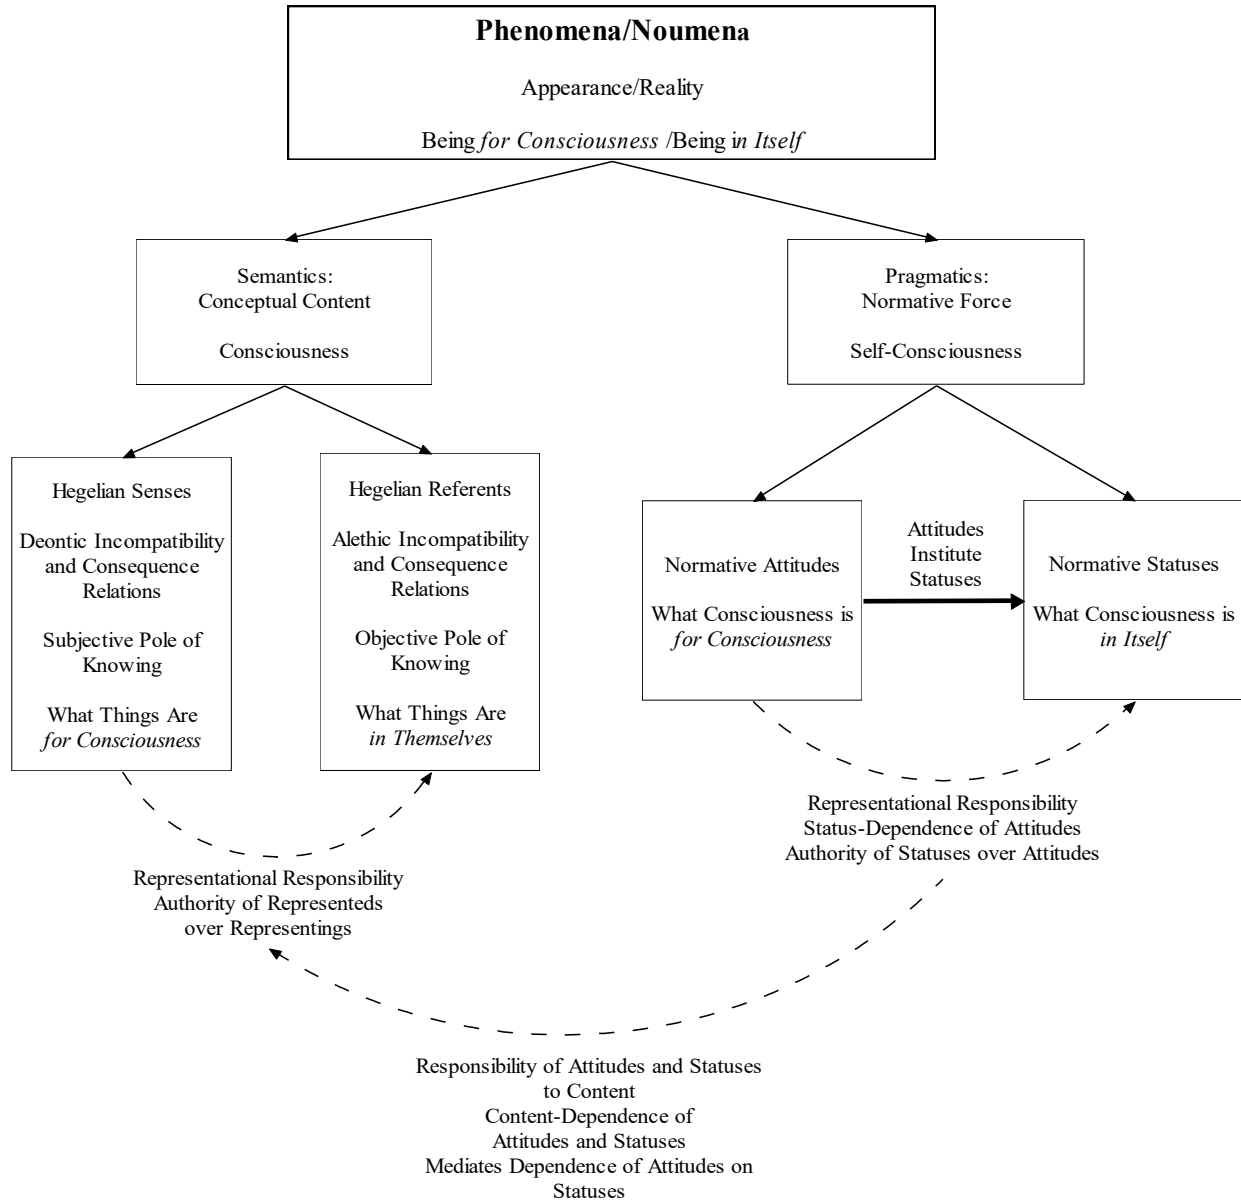 Phenomena/Noumena
Appearance/Reality
Being for Consciousness /Being in Itself
Semantics:
Conceptual Content
Consciousness
Pragmatics:
Normative Force
Self-Consciousness
Hegelian Senses
Deontic Incompatibility
and Consequence
Relations
Subjective Pole of
Knowing
What Things Are
for Consciousness
Hegelian Referents
Alethic Incompatibility
and Consequence
Relations
Objective Pole of
Knowing
What Things Are
in Themselves
Normative Attitudes
What Consciousness is
for Consciousness
Attitudes
Institute
Statuses
Normative Statuses
What Consciousness is
in Itself
Representational Responsibility
Authority of Representeds
over Representings
Representational Responsibility
Status-Dependence of Attitudes
Authority of Statuses over Attitudes
Responsibility of Attitudes and Statuses
to Content
Content-Dependence of
Attitudes and Statuses
Mediates Dependence of Attitudes on
Statuses